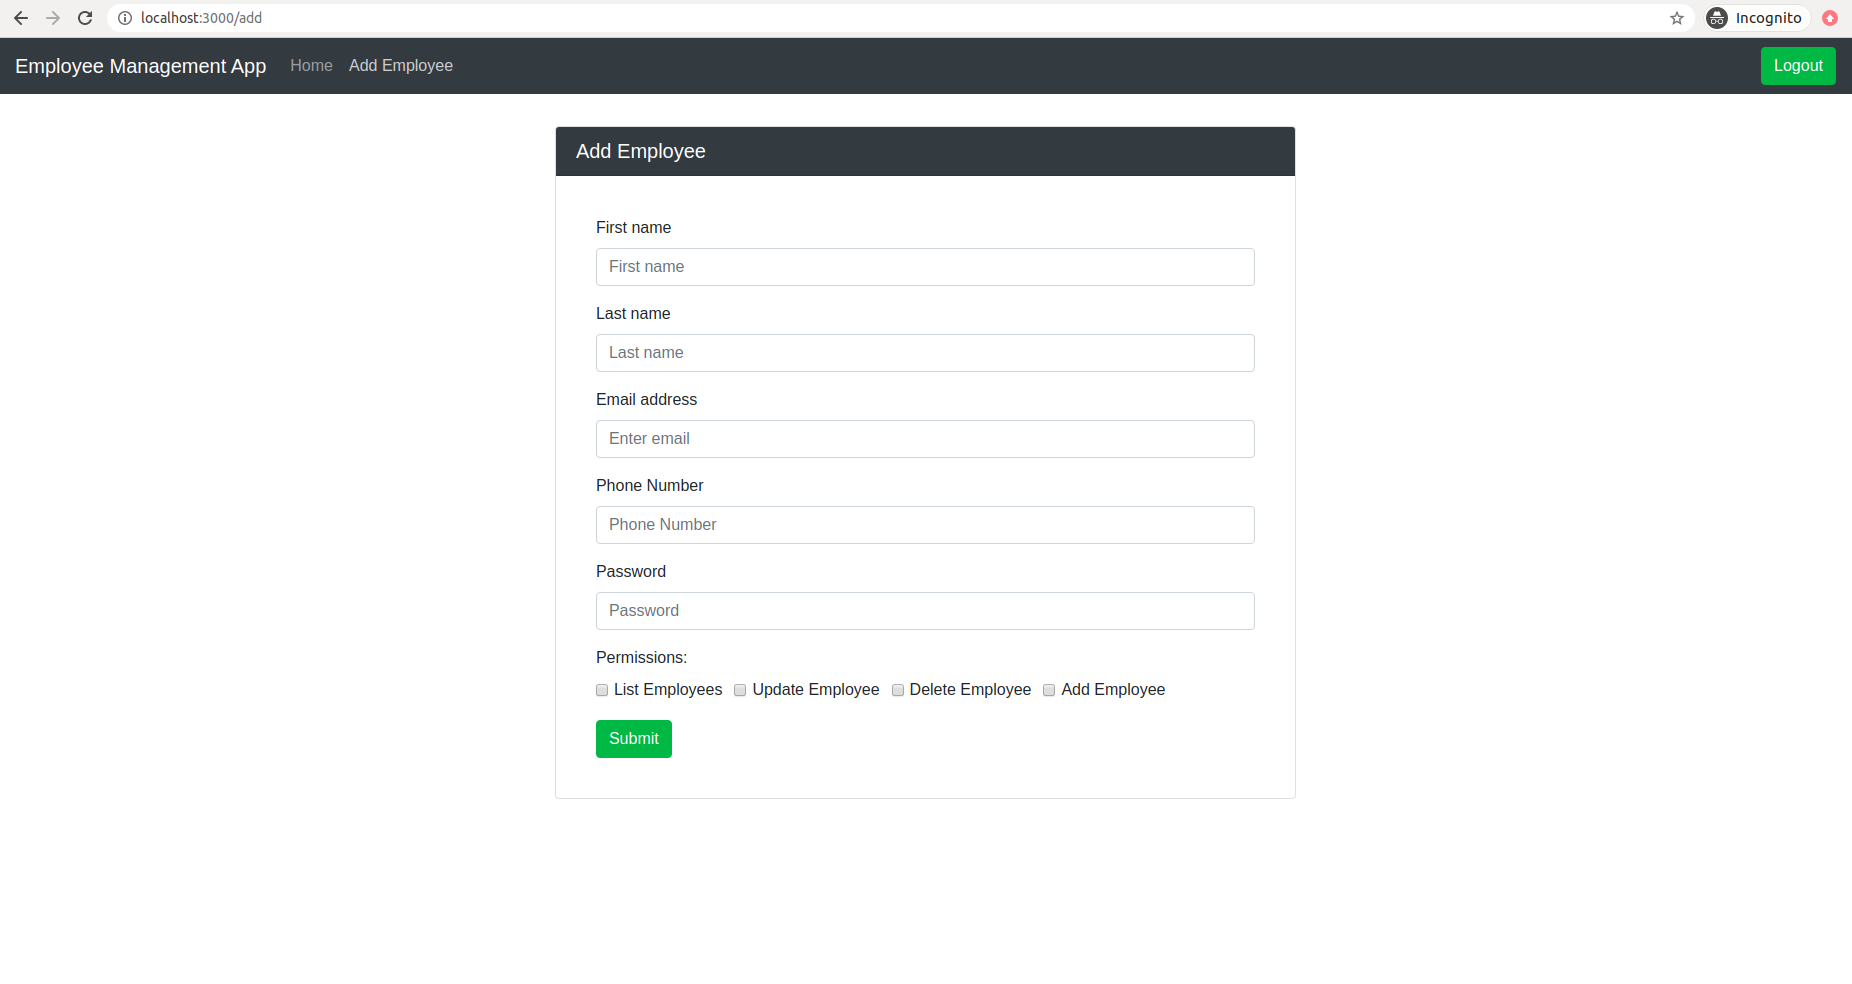 localhost:3000/add Incognito
Employee Management App Home Add Employee Logout
Add Employee
First name
First name
Last name
Last name
Email address
Enter email
Phone Number
Phone Number
Password
Password
Permissions:
List Employees Update Employee Delete Employee Add Employee
Submit